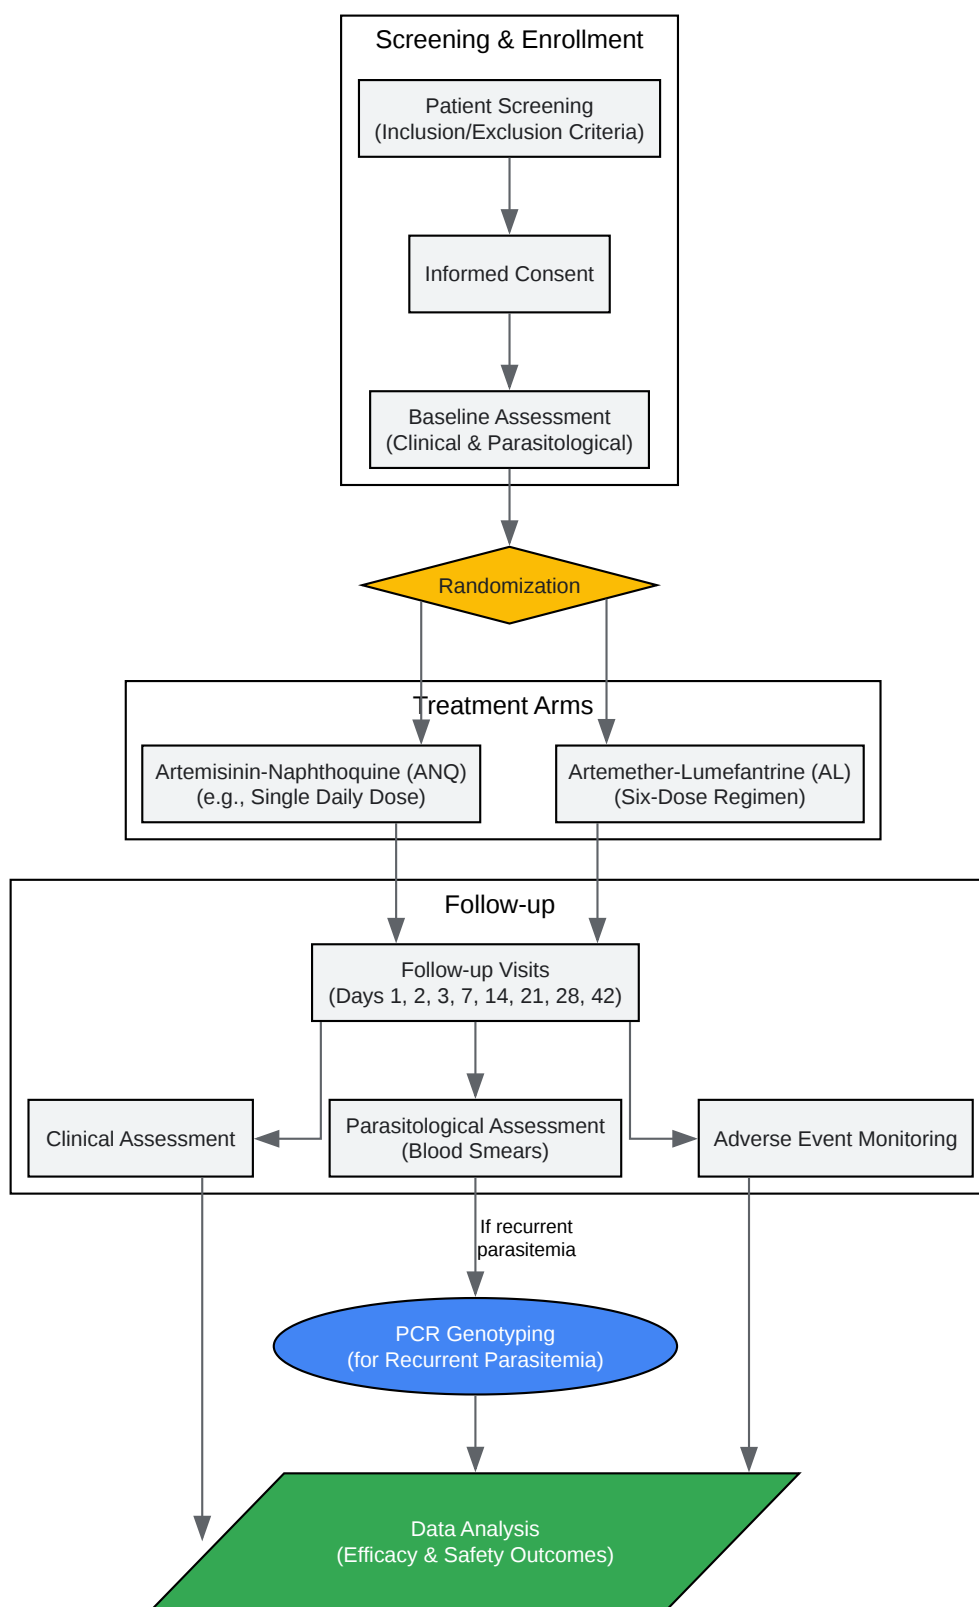 Screening & Enrollment
Patient Screening
(Inclusion/Exclusion Criteria)
Informed Consent
Baseline Assessment
(Clinical & Parasitological)
Randomization
Treatment Arms
Artemisinin-Naphthoquine (ANQ)
(e.g., Single Daily Dose)
Artemether-Lumefantrine (AL)
(Six-Dose Regimen)
Follow-up
Follow-up Visits
(Days 1, 2, 3, 7, 14, 21, 28, 42)
Clinical Assessment
Parasitological Assessment
(Blood Smears)
Adverse Event Monitoring
If recurrent
parasitemia
PCR Genotyping
(for Recurrent Parasitemia)
Data Analysis
(Efficacy & Safety Outcomes)